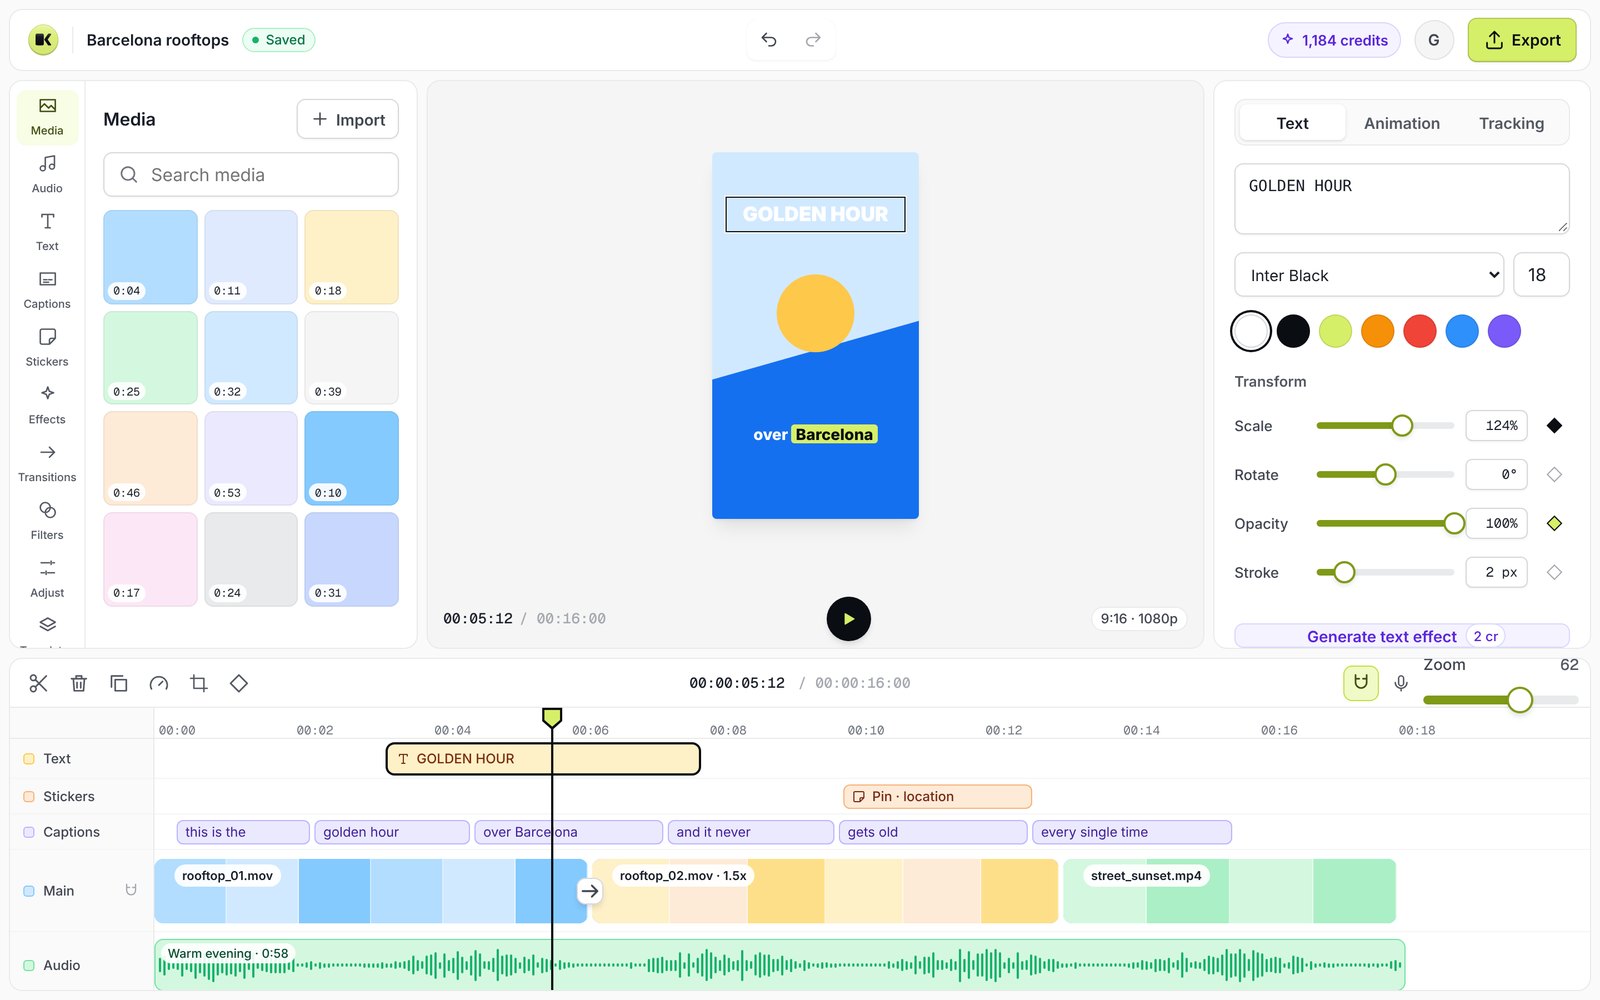 Barcelona rooftops
Saved
1,184 credits
G
Export
Media
Audio
Text
Captions
Stickers
Effects
Transitions
Filters
Adjust
Media
Import
Search media
0:04
0:11
0:18
0:25
0:32
0:39
0:46
0:53
0:10
0:17
0:24
0:31
GOLDEN HOUR
over Barcelona
00:05:12 / 00:16:00
9:16 · 1080p
Text
Animation
Tracking
GOLDEN HOUR
Inter Black
18
Transform
Scale
124%
Rotate
0°
Opacity
100%
Stroke
2 px
Generate text effect
2 cr
00:00:05:12 / 00:00:16:00
Zoom
62
00:00
00:02
00:04
00:06
00:08
00:10
00:12
00:14
00:16
00:18
Text
GOLDEN HOUR
Stickers
Pin · location
Captions
this is the
golden hour
over Barcelona
and it never
gets old
every single time
Main
rooftop_01.mov
rooftop_02.mov · 1.5x
street_sunset.mp4
Audio
Warm evening · 0:58